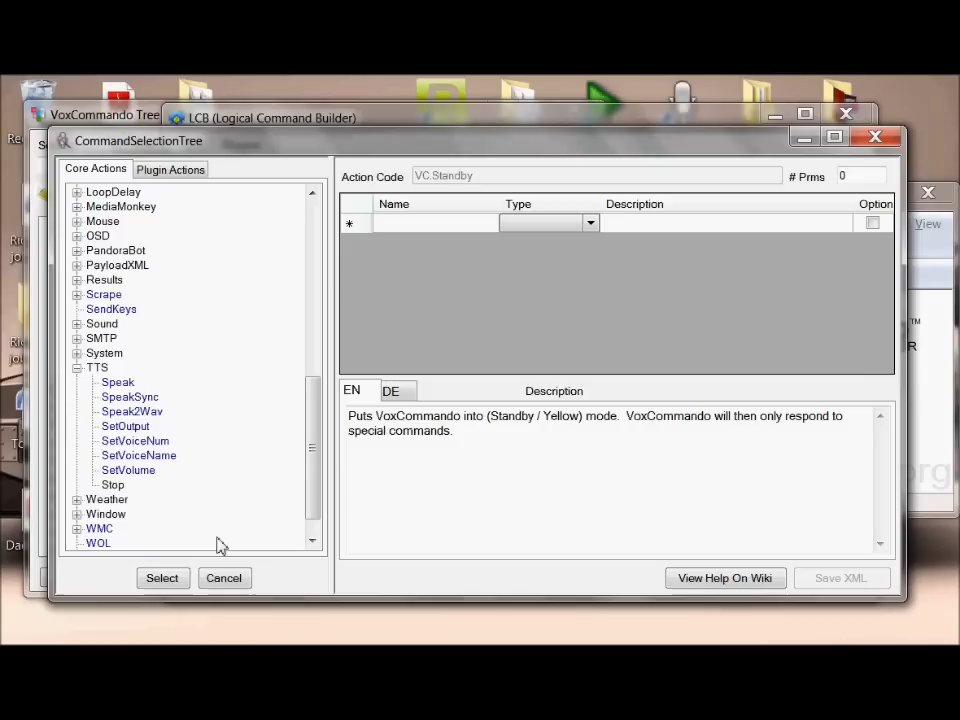 VoxCommando Tree
LCB (Logical Command Builder)
CommandSelectionTree
View
Core Actions
Plugin Actions
LoopDelay
MediaMonkey
Mouse
OSD
PandoraBot
PayloadXML
Results
Scrape
SendKeys
Sound
SMTP
System
TTS
Speak
SpeakSync
Speak2Wav
SetOutput
SetVoiceNum
SetVoiceName
SetVolume
Stop
Weather
Window
WMC
WOL
Select
Cancel
Action Code
VC.Standby
# Prms
0
Name
Type
Description
Option
*
EN
DE
Description
Puts VoxCommando into (Standby / Yellow) mode. VoxCommando will then only respond to
special commands.
View Help On Wiki
Save XML
TM
R
org